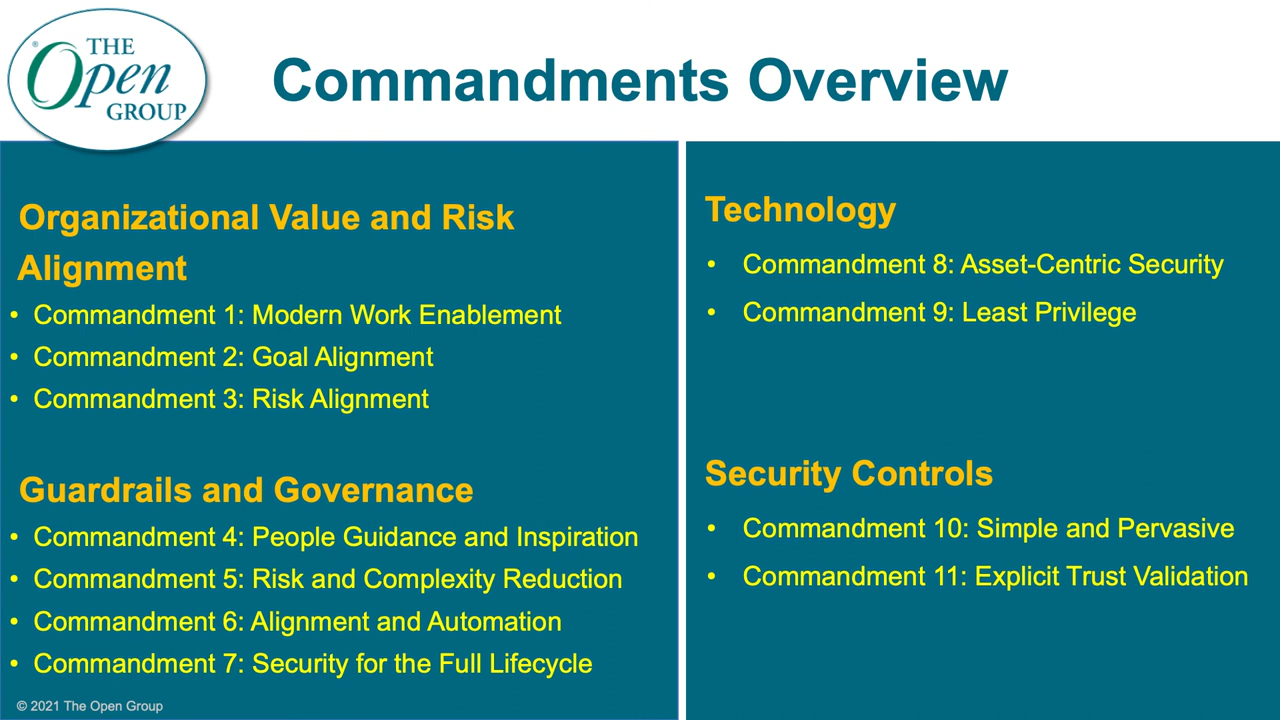 ® THE
Open
GROUP
Commandments Overview
Organizational Value and Risk
Alignment
• Commandment 1: Modern Work Enablement
• Commandment 2: Goal Alignment
• Commandment 3: Risk Alignment
Guardrails and Governance
• Commandment 4: People Guidance and Inspiration
• Commandment 5: Risk and Complexity Reduction
• Commandment 6: Alignment and Automation
• Commandment 7: Security for the Full Lifecycle
© 2021 The Open Group
Technology
• Commandment 8: Asset-Centric Security
• Commandment 9: Least Privilege
Security Controls
• Commandment 10: Simple and Pervasive
• Commandment 11: Explicit Trust Validation